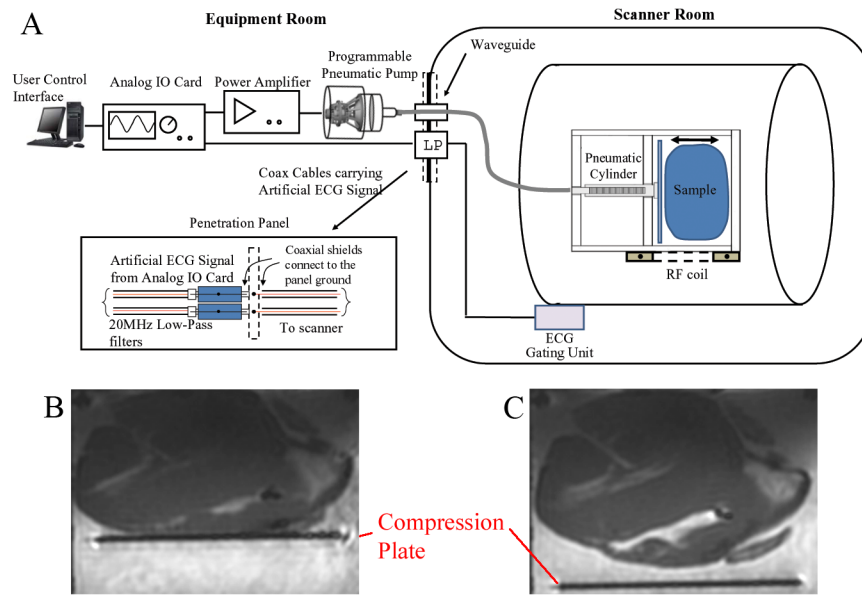 A
Equipment Room
Scanner Room
User Control
Interface
Analog IO Card
Power Amplifier
Programmable
Pneumatic Pump
Waveguide
LP
Coax Cables carrying
Artificial ECG Signal
Pneumatic
Cylinder
Sample
RF coil
Penetration Panel
Artificial ECG Signal
from Analog IO Card
Coaxial shields
connect to the
panel ground
20MHz Low-Pass
filters
To scanner
ECG
Gating Unit
B
C
Compression
Plate